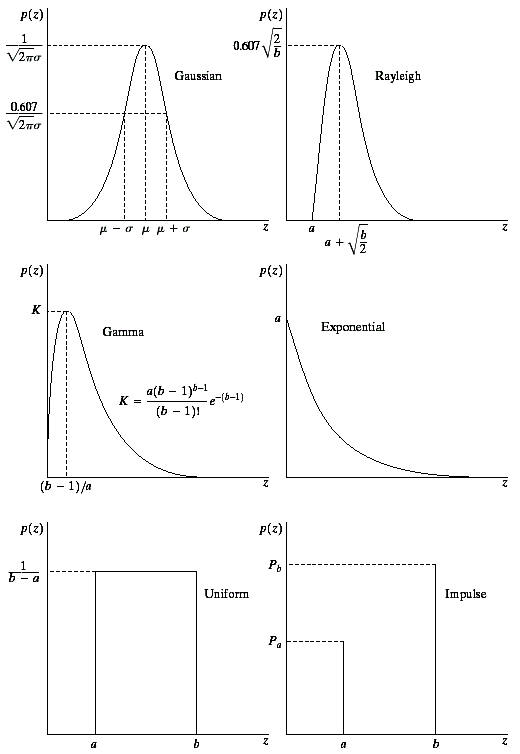 p(z)
1
√2πσ
0.607
√2πσ
Gaussian
μ − σ μ μ + σ z
p(z)
0.607√2/b
Rayleigh
a z
a + √b/2
p(z)
K
Gamma
K = a(b − 1)^b−1 / (b − 1)! e^−(b−1)
(b − 1)/a z
p(z)
a
Exponential
z
p(z)
1
b − a
Uniform
a b z
p(z)
P_b
Impulse
P_a
a b z